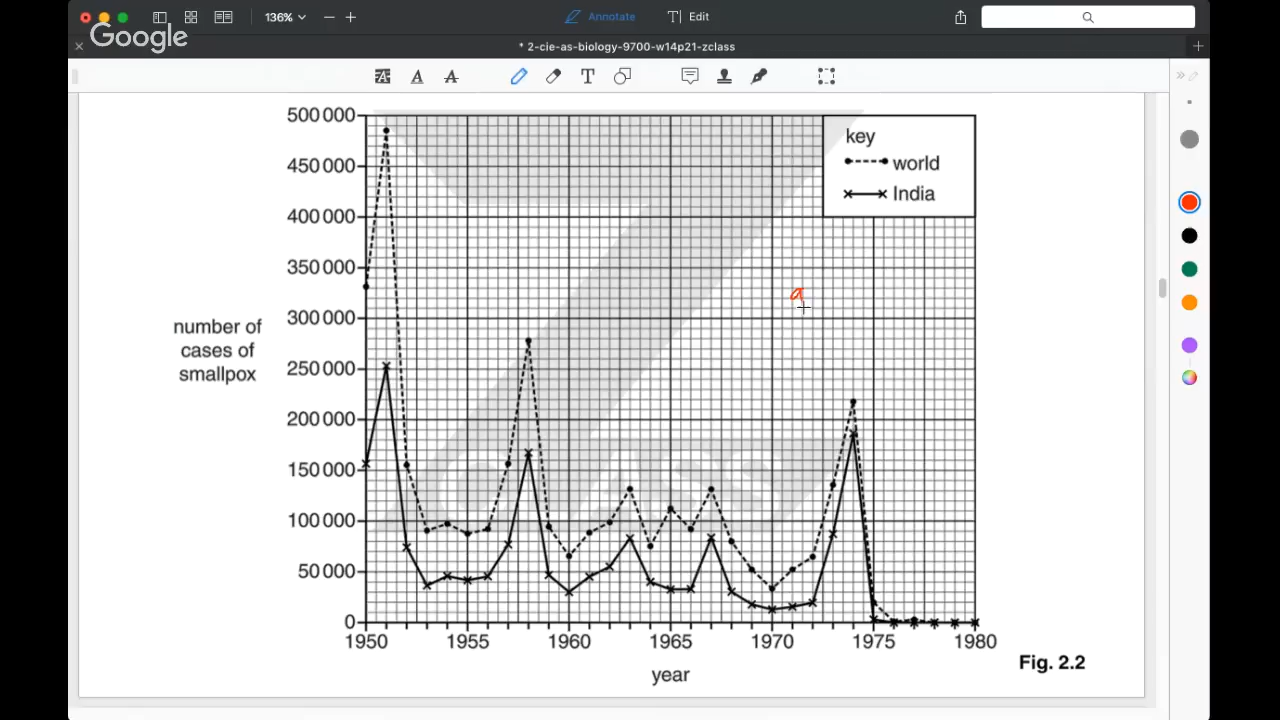 136%
Annotate
T Edit
Google
* 2-cie-as-biology-9700-w14p21-zclass
A A A T
500 000
450 000
400 000
350 000
300 000
250 000
200 000
150 000
100 000
50 000
0
number of
cases of
smallpox
key
world
India
a
1950 1955 1960 1965 1970 1975 1980
year
Fig. 2.2